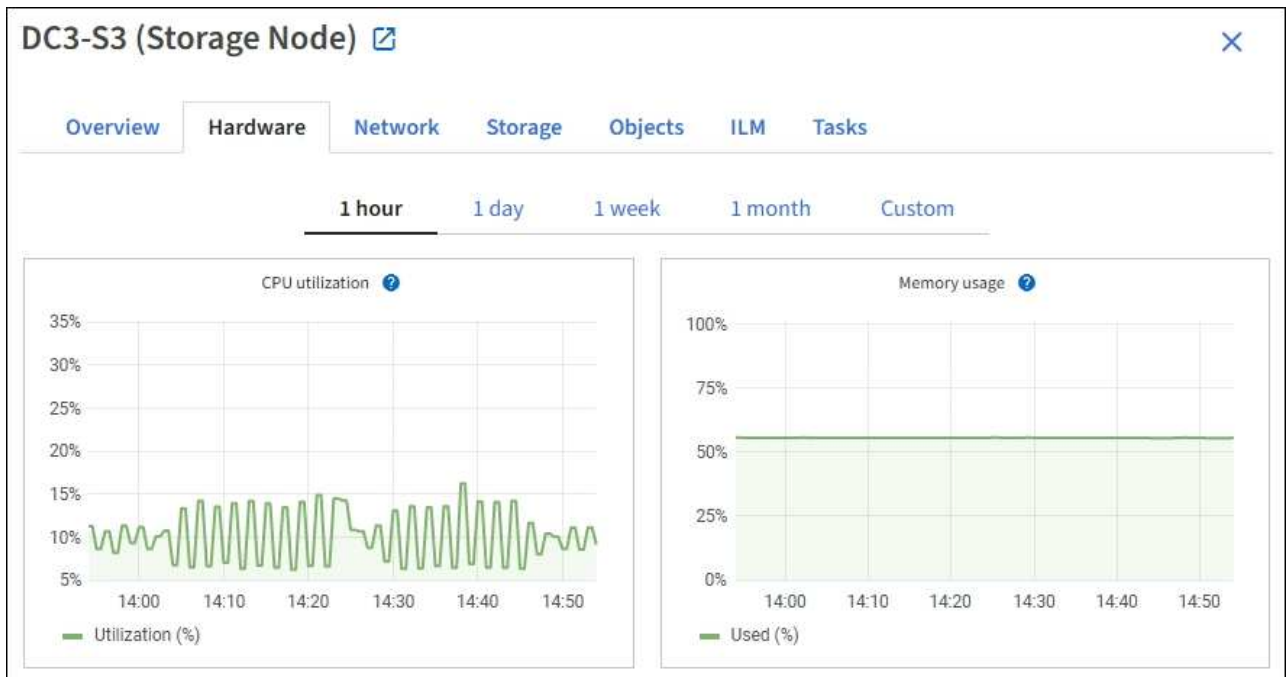 DC3-S3 (Storage Node)
Overview Hardware Network Storage Objects ILM Tasks
1 hour 1 day 1 week 1 month Custom
CPU utilization ?
35%
30%
25%
20%
15%
10%
5%
14:00 14:10 14:20 14:30 14:40 14:50
Utilization (%)
Memory usage ?
100%
75%
50%
25%
0%
14:00 14:10 14:20 14:30 14:40 14:50
Used (%)